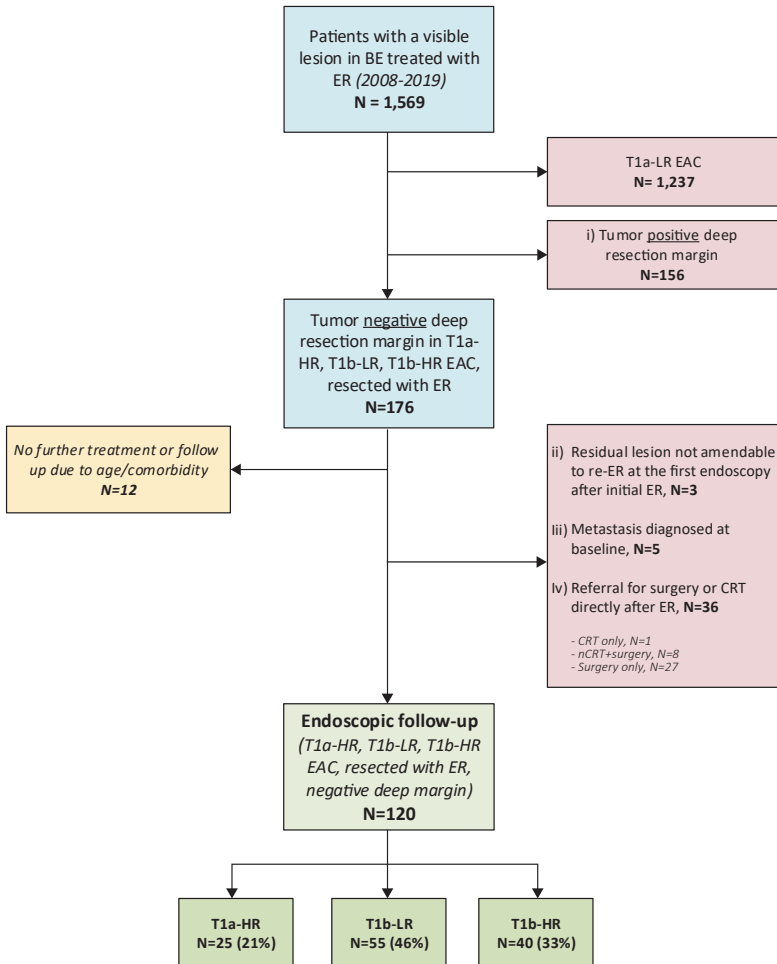 Patients with a visible
lesion in BE treated with
ER (2008-2019)
N = 1,569
T1a-LR EAC
N= 1,237
i) Tumor positive deep
resection margin
N=156
Tumor negative deep
resection margin in T1a-
HR, T1b-LR, T1b-HR EAC,
resected with ER
N=176
No further treatment or follow
up due to age/comorbidity
N=12
ii) Residual lesion not amendable
to re-ER at the first endoscopy
after initial ER, N=3
Iii) Metastasis diagnosed at
baseline, N=5
Iv) Referral for surgery or CRT
directly after ER, N=36
- CRT only, N=1
- nCRT+surgery, N=8
- Surgery only, N=27
Endoscopic follow-up
(T1a-HR, T1b-LR, T1b-HR
EAC, resected with ER,
negative deep margin)
N=120
T1a-HR
N=25 (21%)
T1b-LR
N=55 (46%)
T1b-HR
N=40 (33%)